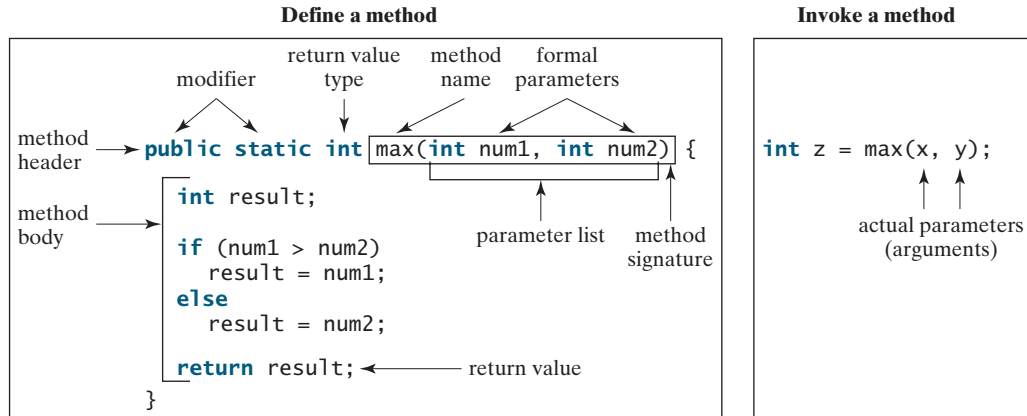 Define a method
Invoke a method
return value type
method name
formal parameters
modifier
method header
public static int max(int num1, int num2) {
int result;
method body
parameter list
method signature
if (num1 > num2)
result = num1;
else
result = num2;
return result;
return value
}
int z = max(x, y);
actual parameters
(arguments)